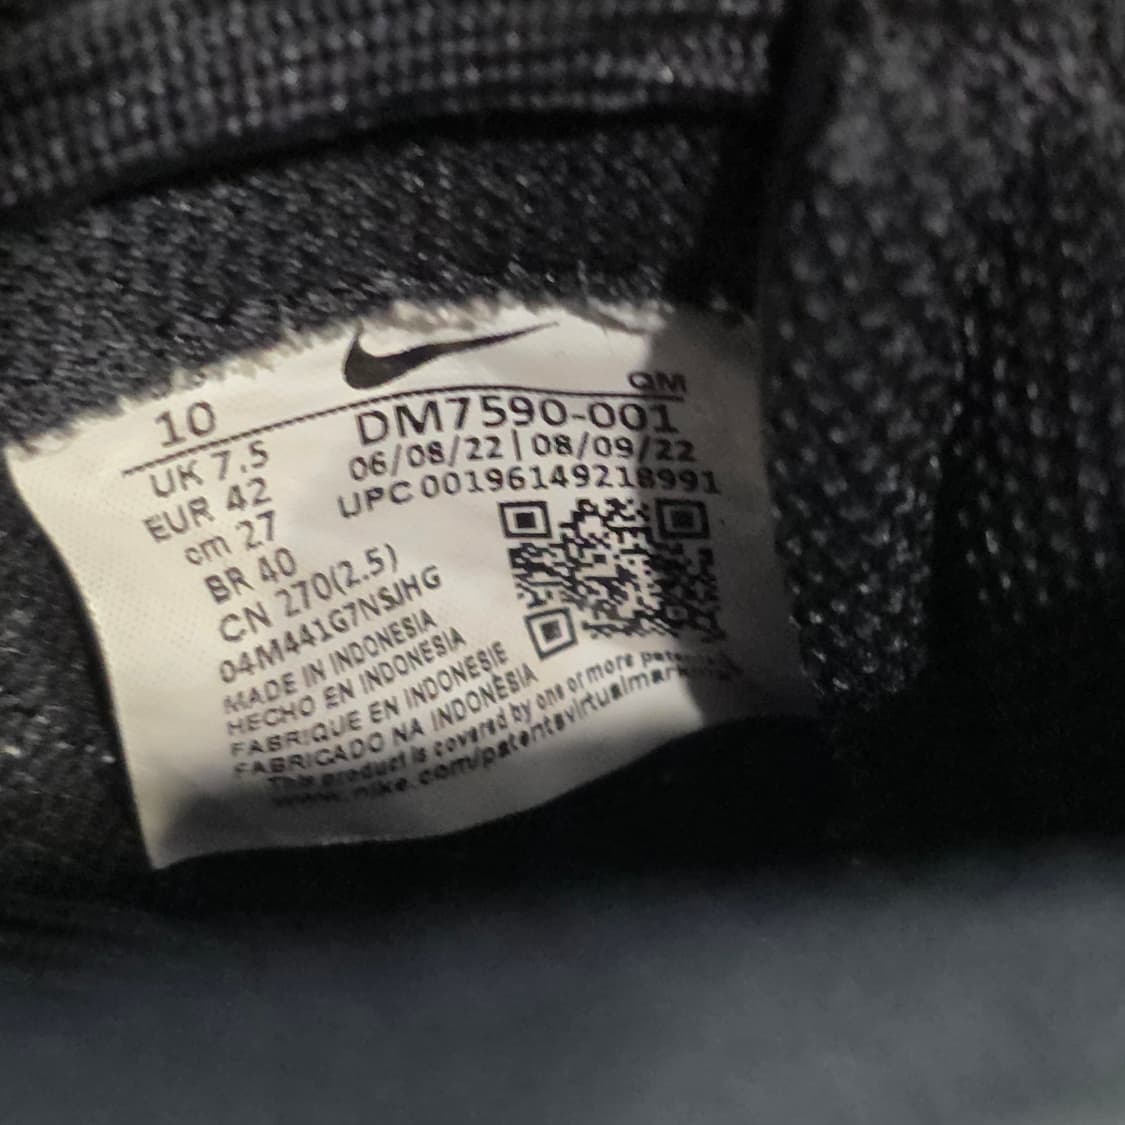 10
UK 7.5
EUR 42
cm 27
BR 40
CN 270(2.5)
04M441G7NSJHG
MADE IN INDONESIA
HECHO EN INDONESIA
FABRIQUE EN INDONESIE
FABRICADO NA INDONÉSIA
This product is covered by one or more patents
www.nike.com/patentsvirtualmarking
QM
DM7590-001
06/08/22 | 08/09/22
UPC 00196149218991